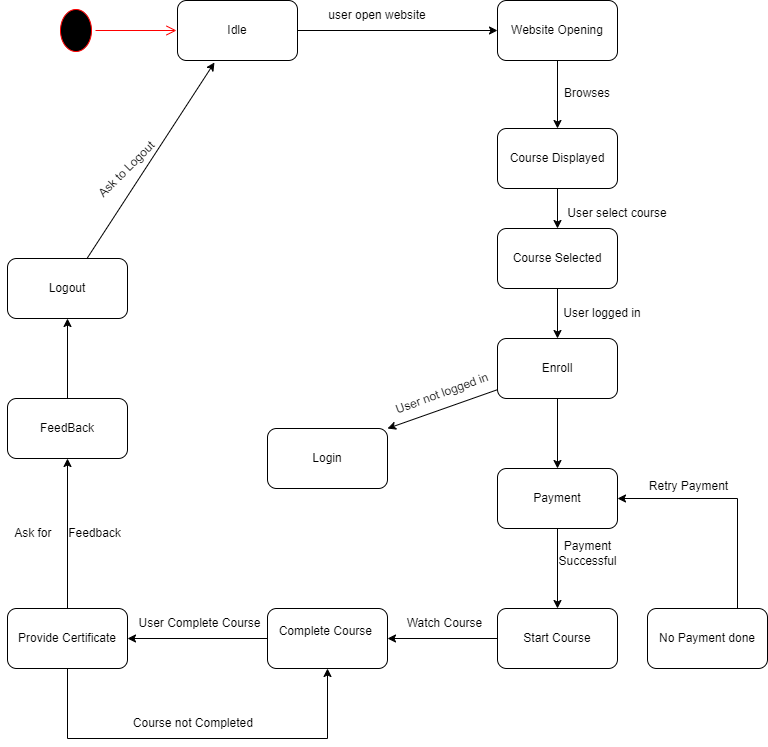 user open website
Idle
Website Opening
Browses
Course Displayed
Ask to Logout
User select course
Course Selected
Logout
User logged in
Enroll
User not logged in
FeedBack
Login
Retry Payment
Payment
Ask for Feedback
Payment
Successful
User Complete Course
Watch Course
Provide Certificate
Complete Course
Start Course
No Payment done
Course not Completed